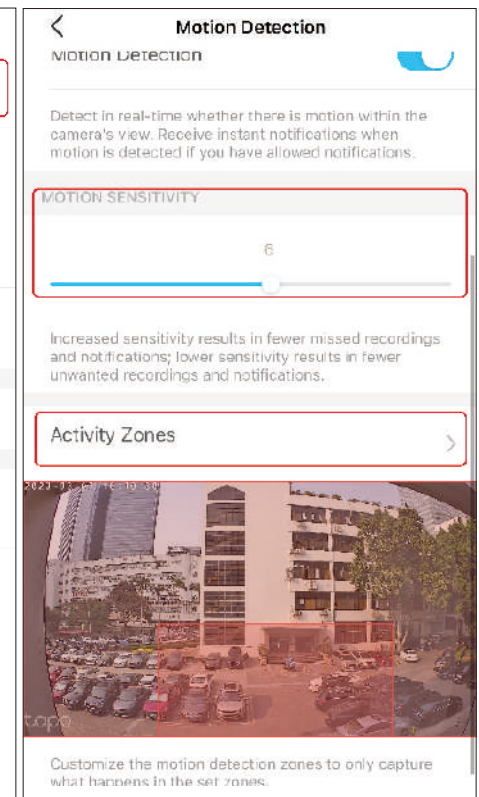 Motion Detection
Motion Detection
Detect in real-time whether there is motion within the
camera's view. Receive instant notifications when
motion is detected if you have allowed notifications.
MOTION SENSITIVITY
6
Increased sensitivity results in fewer missed recordings
and notifications; lower sensitivity results in fewer
unwanted recordings and notifications.
Activity Zones
tapo
Customize the motion detection zones to only capture
what happens in the set zones.